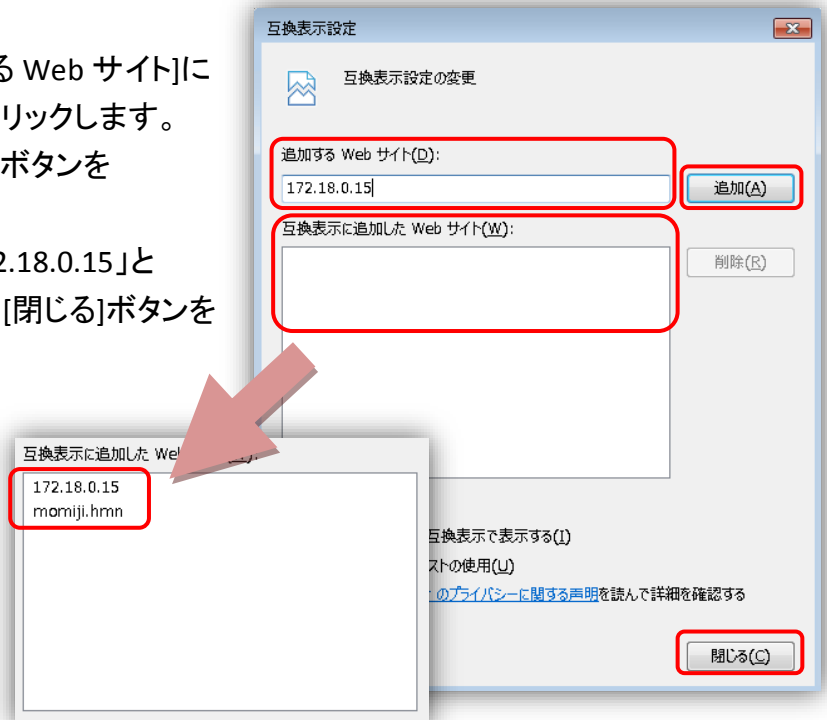 る Web サイト]に
リックします。
ボタンを
2.18.0.15」と
[閉じる]ボタンを
互換表示設定
互換表示設定の変更
追加する Web サイト(D):
172.18.0.15
追加(A)
互換表示に追加した Web サイト(W):
削除(R)
互換表示に追加した We
172.18.0.15
momiji.hmn
互換表示で表示する(I)
ストの使用(U)
のプライバシーに関する声明を読んで詳細を確認する
閉じる(C)